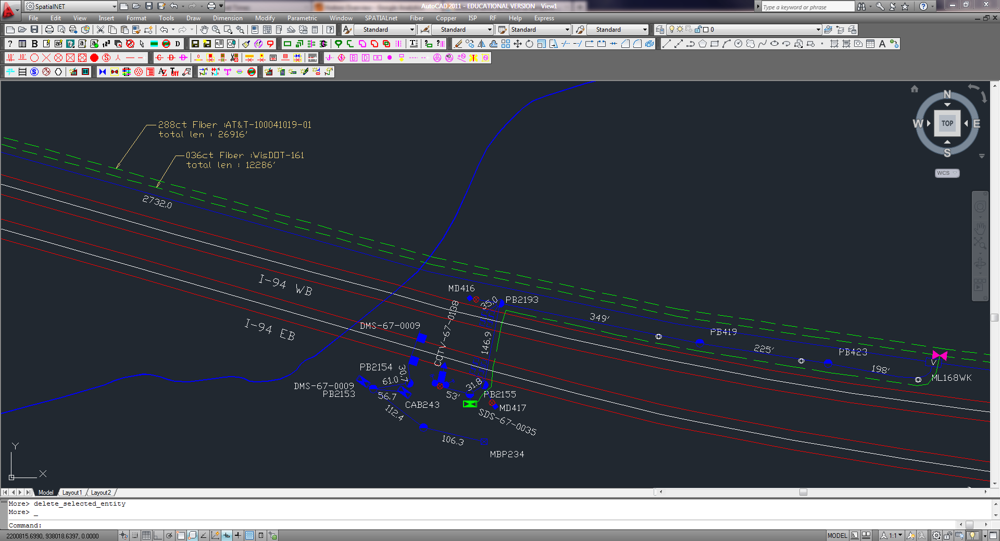 SpatialNET
AutoCAD 2011 - EDUCATIONAL VERSION    View1
Type a keyword or phrase
File Edit View Insert Format Tools Draw Dimension Modify Parametric Window SPATIALnet Fiber Copper ISP RF Help Express
Standard Standard Standard Standard 0
288ct Fiber :AT&T-100041019-01
total len : 26916'
036ct Fiber :WisDOT-161
total len : 12286'
2732.0
I-94 WB
I-94 EB
MD416
35.0
PB2193
CCTV-67-0138
349'
DMS-67-0009
146.9
PB419
225'
PB423
198'
ML168WK
PB2154
30.7
61.0
DMS-67-0009
PB2153
56.7
CAB243
53'
31.8
PB2155
MD417
SDS-67-0035
112.4
106.3
MBP234
N
W TOP E
S
WCS
Y
X
Model Layout1 Layout2
More> delete_selected_entity
More> _
Command:
2200815.6990, 938018.6397, 0.0000
MODEL
1:1